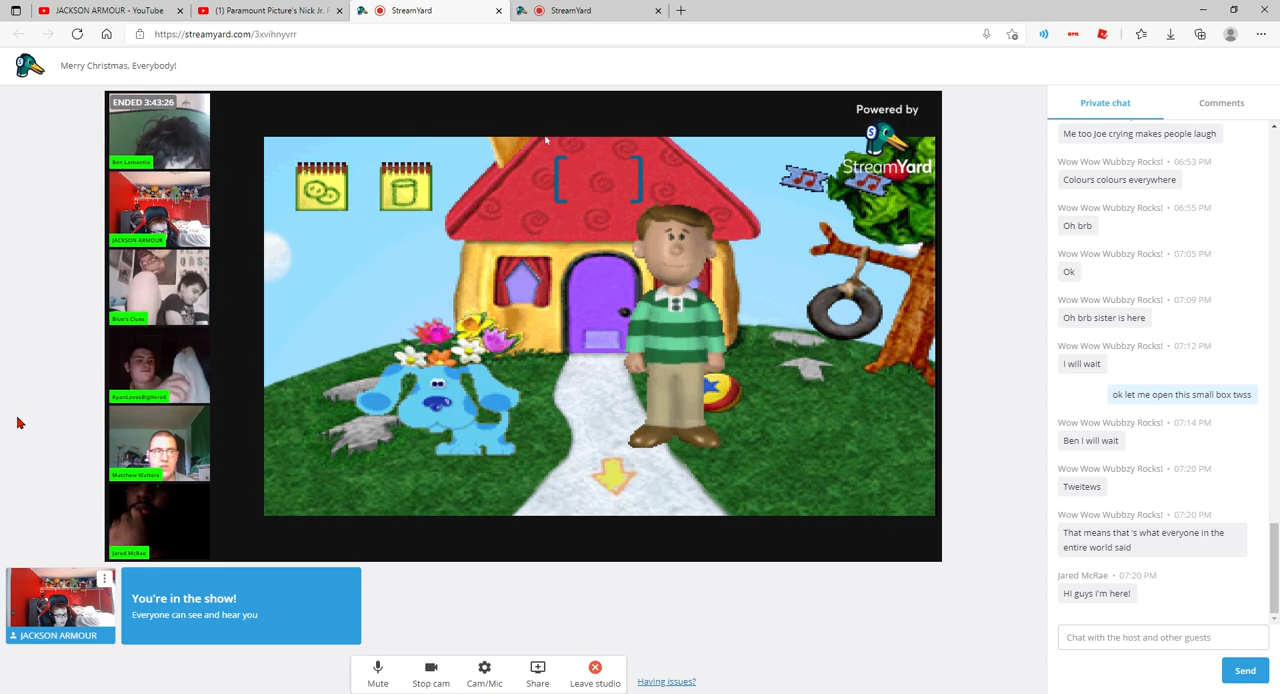 JACKSON ARMOUR - YouTube
(1) Paramount Picture's Nick Jr. F
StreamYard
StreamYard
https://streamyard.com/3xvihnyvrr
Merry Christmas, Everybody!
ENDED 3:43:26
Ben Lamantia
JACKSON ARMOUR
Blue's Clues
RyanLovesBigHero6
Matthew Walters
Jared McRae
Powered by
StreamYard
JACKSON ARMOUR
You're in the show!
Everyone can see and hear you
Mute
Stop cam
Cam/Mic
Share
Leave studio
Having issues?
Private chat
Comments
Me too Joe crying makes people laugh
Wow Wow Wubbzy Rocks! • 06:53 PM
Colours colours everywhere
Wow Wow Wubbzy Rocks! • 06:55 PM
Oh brb
Wow Wow Wubbzy Rocks! • 07:05 PM
Ok
Wow Wow Wubbzy Rocks! • 07:09 PM
Oh brb sister is here
Wow Wow Wubbzy Rocks! • 07:12 PM
I will wait
ok let me open this small box twss
Wow Wow Wubbzy Rocks! • 07:14 PM
Ben I will wait
Wow Wow Wubbzy Rocks! • 07:20 PM
Tweitews
Wow Wow Wubbzy Rocks! • 07:20 PM
That means that 's what everyone in the
entire world said
Jared McRae • 07:20 PM
HI guys i'm here!
Chat with the host and other guests
Send